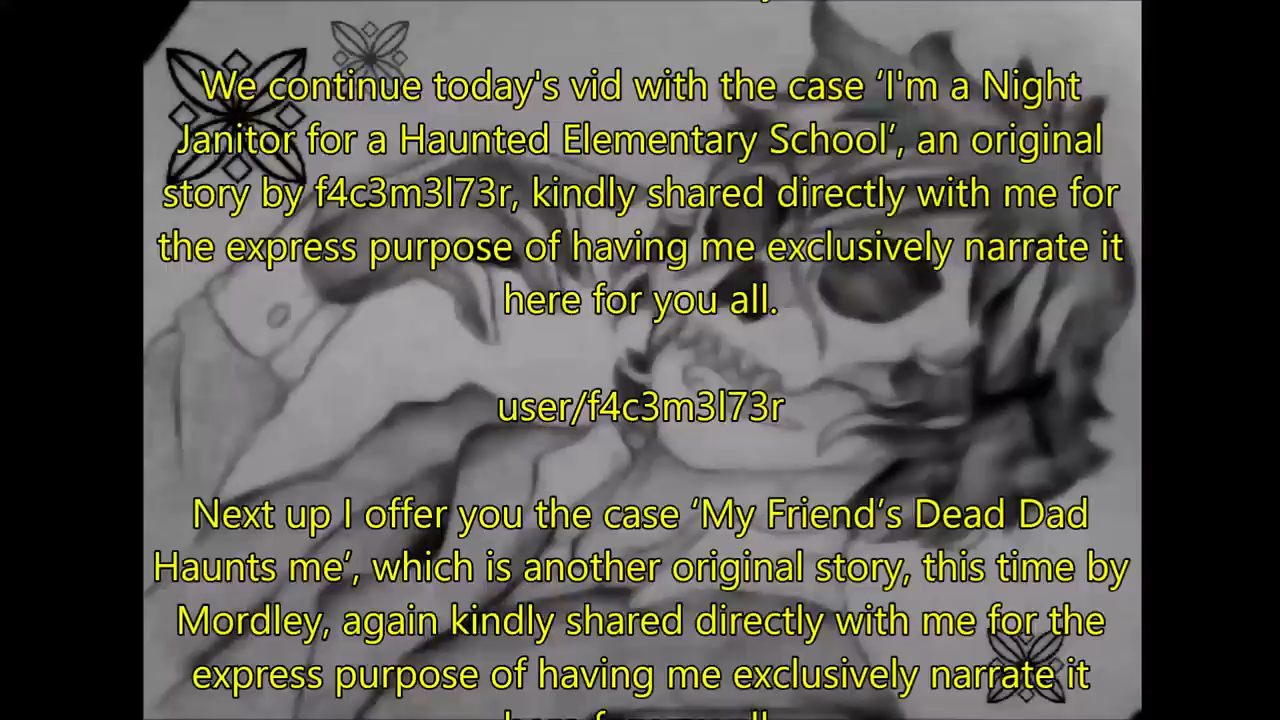 We continue today's vid with the case ‘I'm a Night
Janitor for a Haunted Elementary School’, an original
story by f4c3m3l73r, kindly shared directly with me for
the express purpose of having me exclusively narrate it
here for you all.
user/f4c3m3l73r
Next up I offer you the case ‘My Friend’s Dead Dad
Haunts me’, which is another original story, this time by
Mordley, again kindly shared directly with me for the
express purpose of having me exclusively narrate it